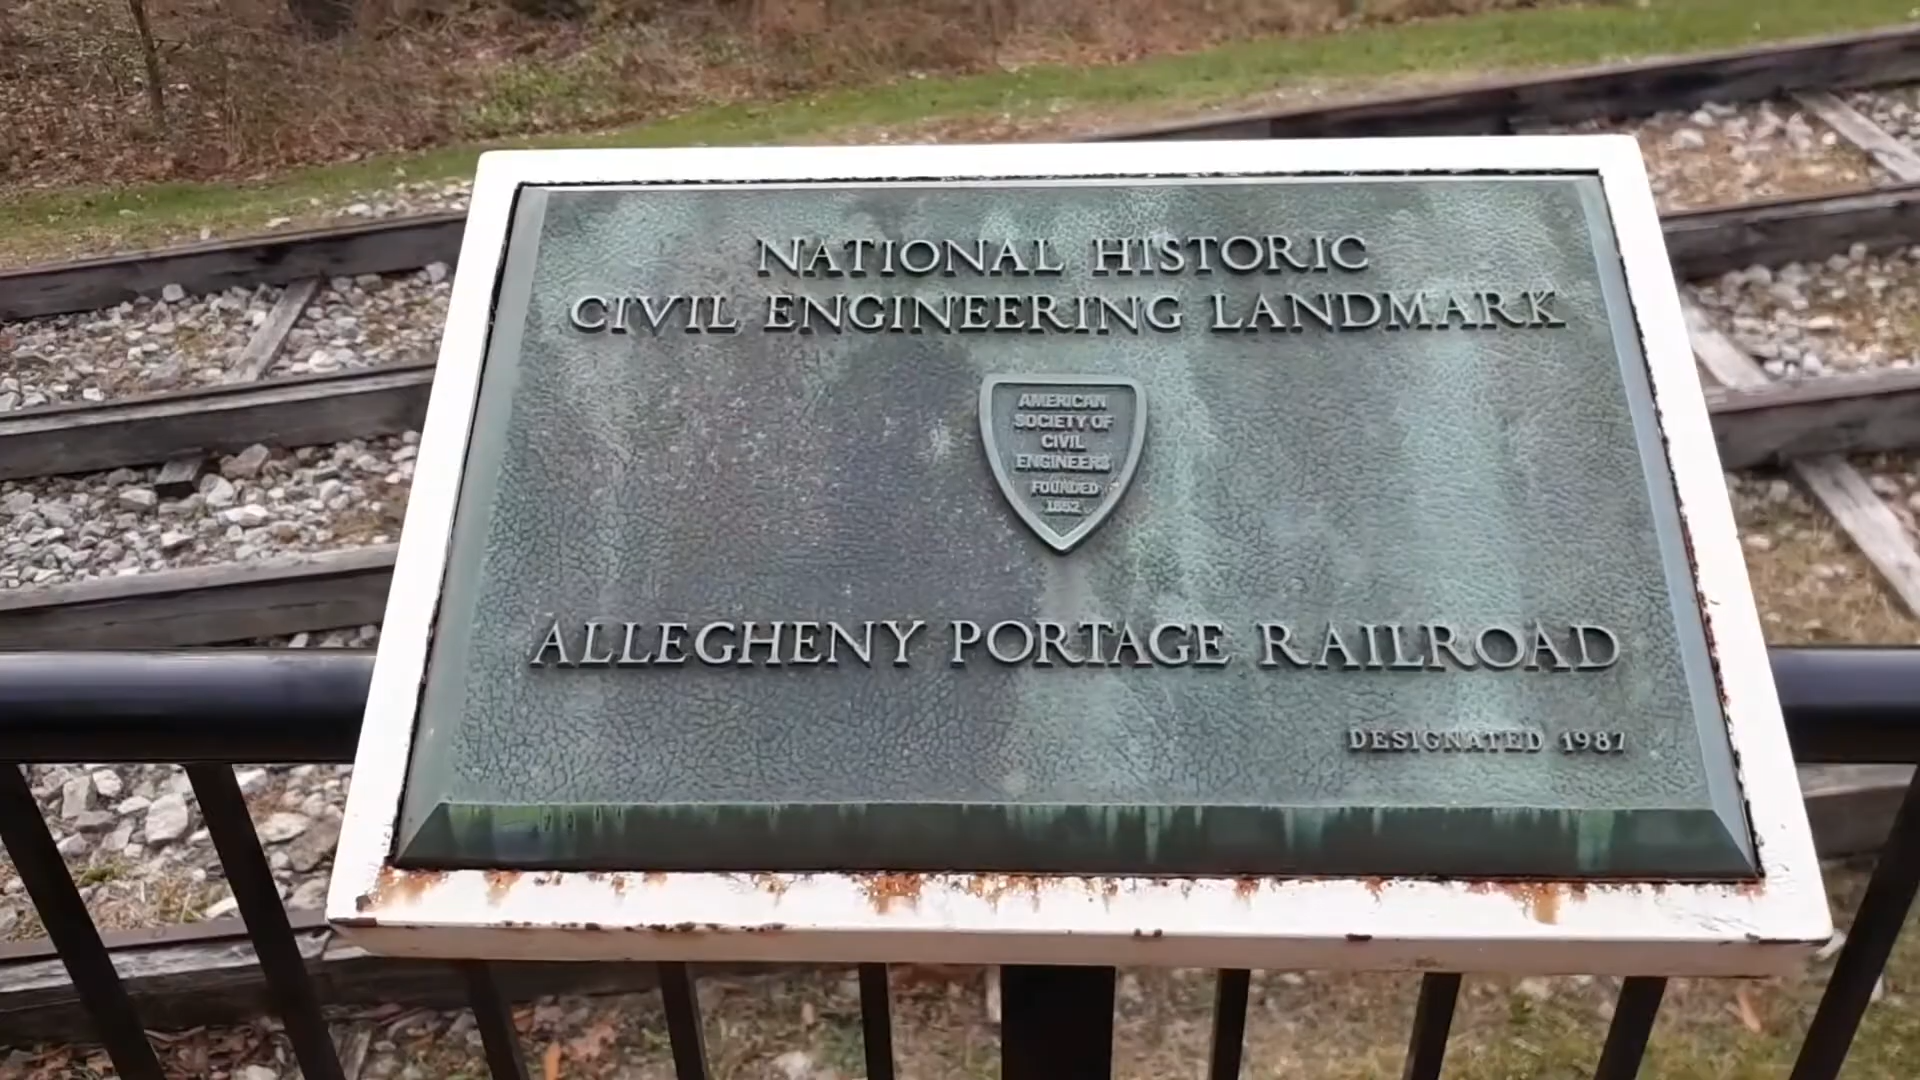 NATIONAL HISTORIC
CIVIL ENGINEERING LANDMARK
AMERICAN
SOCIETY OF
CIVIL
ENGINEERS
FOUNDED
1852
ALLEGHENY PORTAGE RAILROAD
DESIGNATED 1987